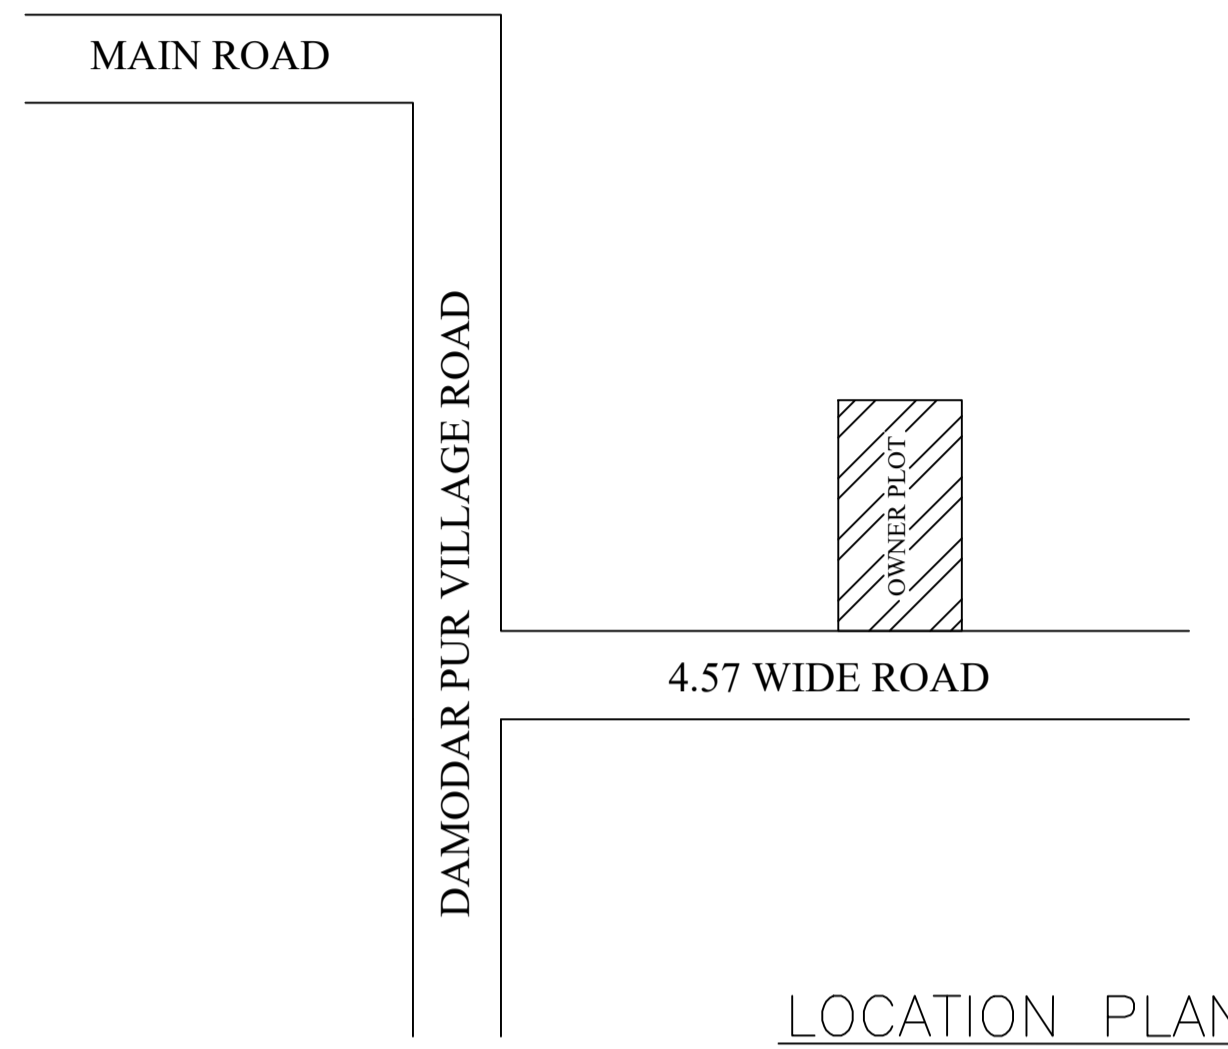 MAIN ROAD
DAMODAR PUR VILLAGE ROAD
OWNER PLOT
4.57 WIDE ROAD
LOCATION PLAN